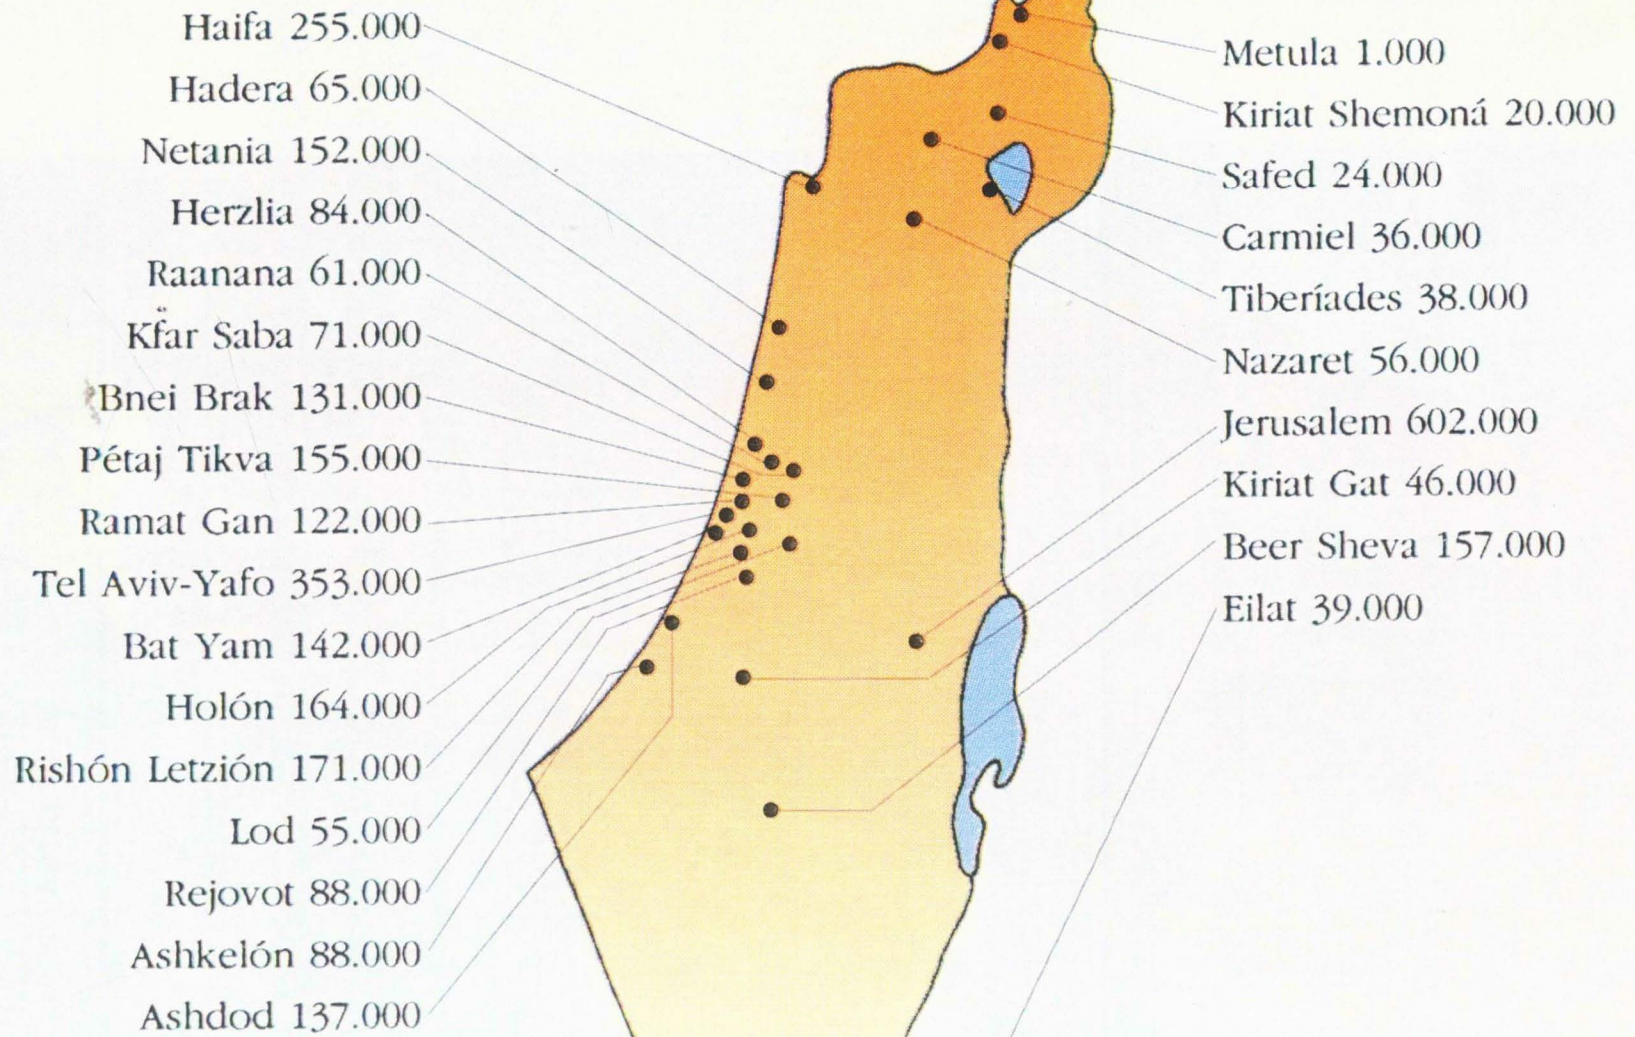 Haifa 255.000
Hadera 65.000
Netania 152.000
Herzlia 84.000
Raanana 61.000
Kfar Saba 71.000
Bnei Brak 131.000
Pétaj Tikva 155.000
Ramat Gan 122.000
Tel Aviv-Yafo 353.000
Bat Yam 142.000
Holón 164.000
Rishón Letzión 171.000
Lod 55.000
Rejovot 88.000
Ashkelón 88.000
Ashdod 137.000
Metula 1.000
Kiriat Shemoná 20.000
Safed 24.000
Carmiel 36.000
Tiberíades 38.000
Nazaret 56.000
Jerusalem 602.000
Kiriat Gat 46.000
Beer Sheva 157.000
Eilat 39.000